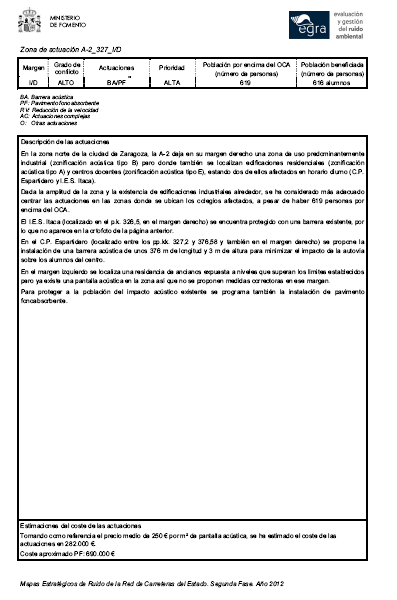 MINISTERIO
DE FOMENTO
egra
evaluación
y gestión
del ruido
ambiental
Zona de actuación A-2_327_I/D
Margen Grado de conflicto Actuaciones Prioridad Población por encima del OCA (número de personas) Población beneficiada (número de personas)
I/D ALTO BA/PF ALTA 619 616 alumnos
BA: Barrera acústica
PF: Pavimento fonoabsorbente
RV: Reducción de la velocidad
AC: Actuaciones complejas
O: Otras actuaciones
Descripción de las actuaciones
En la zona norte de la ciudad de Zaragoza, la A-2 deja en su margen derecho una zona de uso predominantemente
industrial (zonificación acústica tipo B) pero donde también se localizan edificaciones residenciales (zonificación
acústica tipo A) y centros docentes (zonificación acústica tipo E), estando dos de ellos afectados en horario diurno (C.P.
Espartidero y I.E.S. Itaca).
Dada la amplitud de la zona y la existencia de edificaciones industriales alrededor, se ha considerado más adecuado
centrar las actuaciones en las zonas donde se ubican los colegios afectados, a pesar de haber 619 personas por
encima del OCA.
El I.E.S. Itaca (localizado en el p.k. 326,5, en el margen derecho) se encuentra protegido con una barrera existente, por
lo que no aparece en la ortofoto de la página anterior.
En el C.P. Espartidero (localizado entre los pp.kk. 327,2 y 376,58 y también en el margen derecho) se propone la
instalación de una barrera acústica de unos 376 m de longitud y 3 m de altura para minimizar el impacto de la autovía
sobre los alumnos del centro.
En el margen izquierdo se localiza una residencia de ancianos expuesta a niveles que superan los límites establecidos
pero ya existe una pantalla acústica en la zona así que no se proponen medidas correctoras en ese margen.
Para proteger a la población del impacto acústico existente se programa también la instalación de pavimento
fonoabsorbente.
Estimaciones del coste de las actuaciones
Tomando como referencia el precio medio de 250 € por m² de pantalla acústica, se ha estimado el coste de las
actuaciones en 282.000 €.
Coste aproximado PF: 690.000 €
Mapas Estratégicos de Ruido de la Red de Carreteras del Estado. Segunda Fase. Año 2012